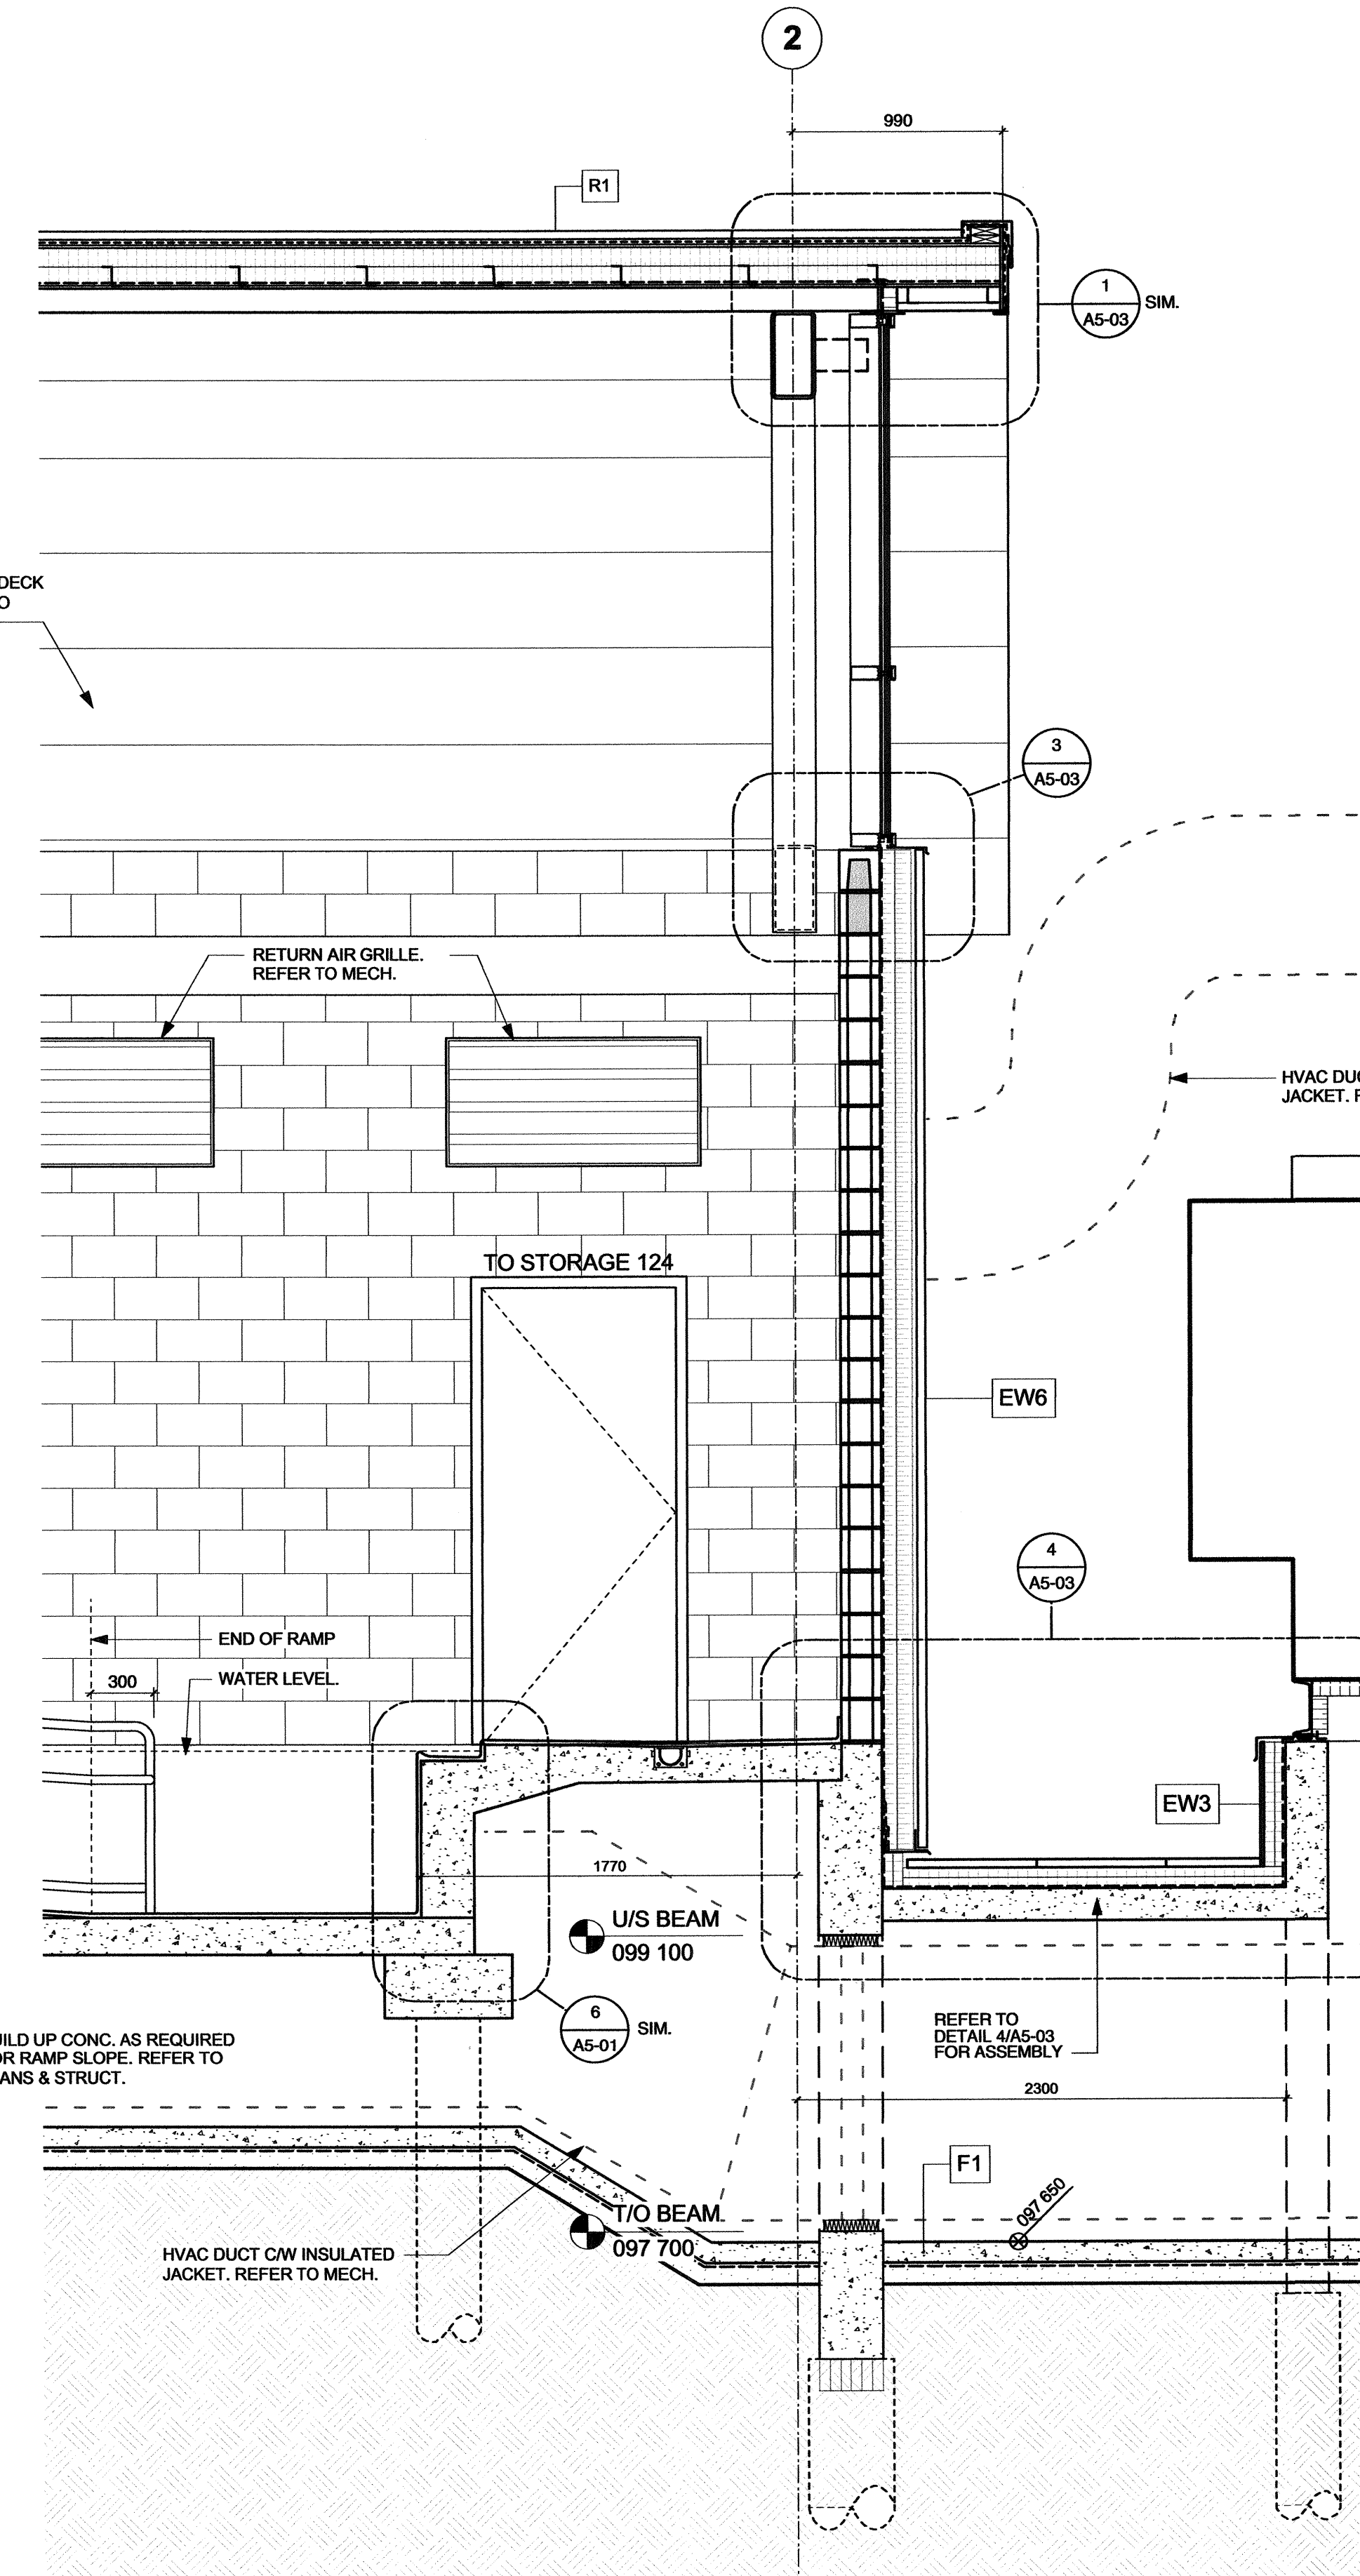 2
990
R1
1
A5-03
SIM.
DECK
O
3
A5-03
RETURN AIR GRILLE.
REFER TO MECH.
HVAC DUC
JACKET. R
TO STORAGE 124
EW6
4
A5-03
END OF RAMP
WATER LEVEL.
300
EW3
1770
U/S BEAM
099 100
6
A5-01
SIM.
REFER TO
DETAIL 4/A5-03
FOR ASSEMBLY
UILD UP CONC. AS REQUIRED
OR RAMP SLOPE. REFER TO
ANS & STRUCT.
2300
F1
097 650
T/O BEAM
097 700
HVAC DUCT C/W INSULATED
JACKET. REFER TO MECH.